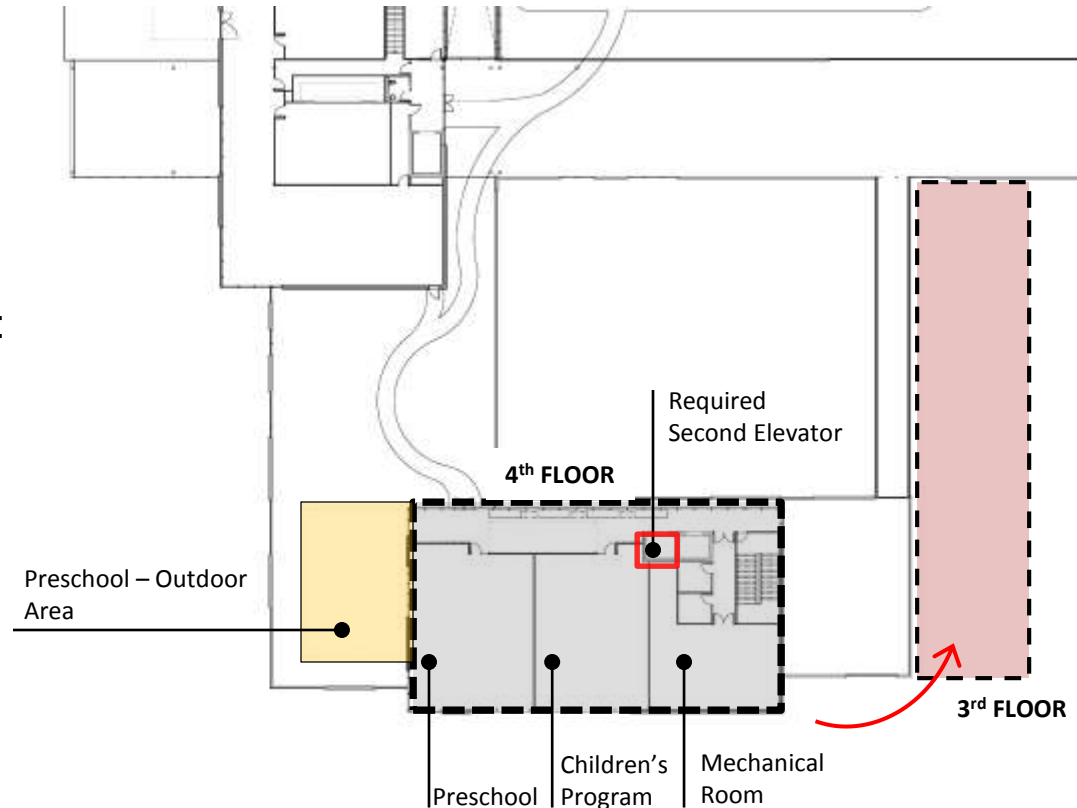 Required
Second Elevator
4th FLOOR
Preschool – Outdoor
Area
3rd FLOOR
Preschool
Children's
Program
Mechanical
Room